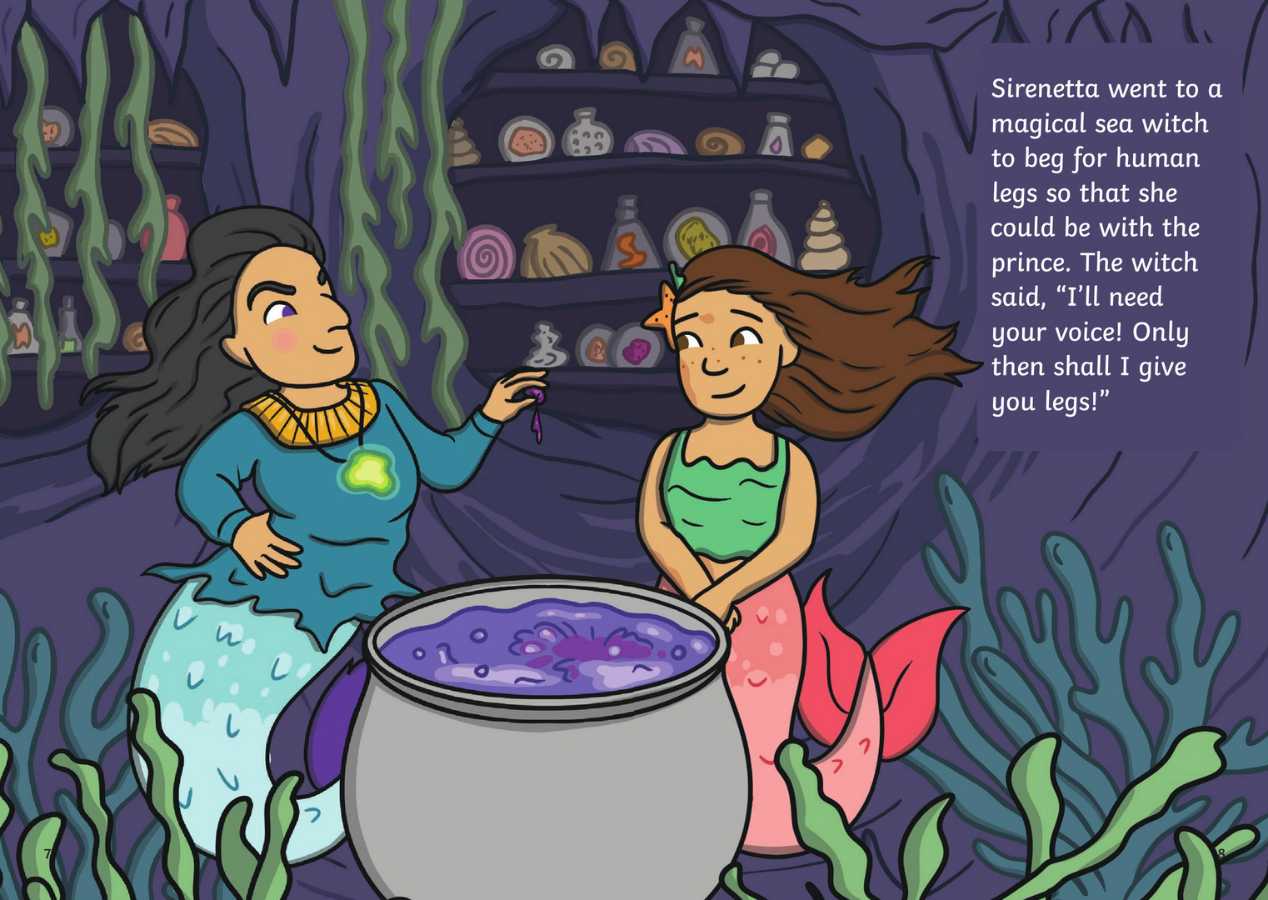 Sirenetta went to a
magical sea witch
to beg for human
legs so that she
could be with the
prince. The witch
said, “I’ll need
your voice! Only
then shall I give
you legs!”
7
8